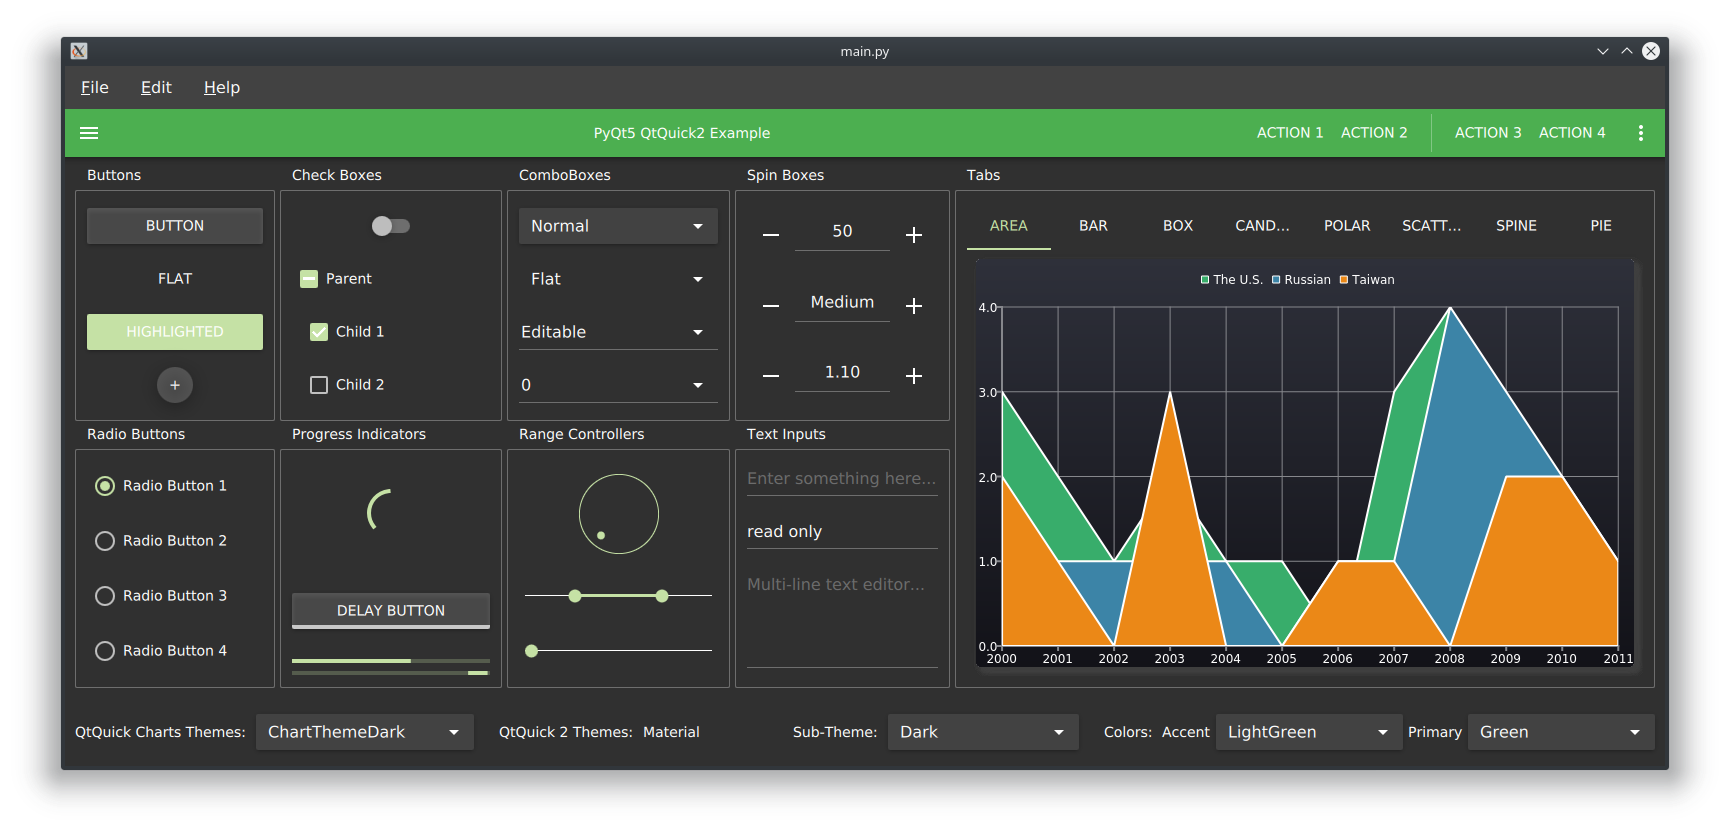 main.py
File Edit Help
PyQt5 QtQuick2 Example ACTION 1 ACTION 2 ACTION 3 ACTION 4
Buttons
BUTTON
FLAT
HIGHLIGHTED
+
Check Boxes
Parent
Child 1
Child 2
ComboBoxes
Normal
Flat
Editable
0
Spin Boxes
— 50 +
— Medium +
— 1.10 +
Radio Buttons
Radio Button 1
Radio Button 2
Radio Button 3
Radio Button 4
Progress Indicators
DELAY BUTTON
Range Controllers
Text Inputs
Enter something here...
read only
Multi-line text editor...
Tabs
AREA BAR BOX CAND... POLAR SCATT... SPINE PIE
The U.S. Russian Taiwan
4.0
3.0
2.0
1.0
0.0
2000 2001 2002 2003 2004 2005 2006 2007 2008 2009 2010 2011
QtQuick Charts Themes: ChartThemeDark QtQuick 2 Themes: Material Sub-Theme: Dark Colors: Accent LightGreen Primary Green